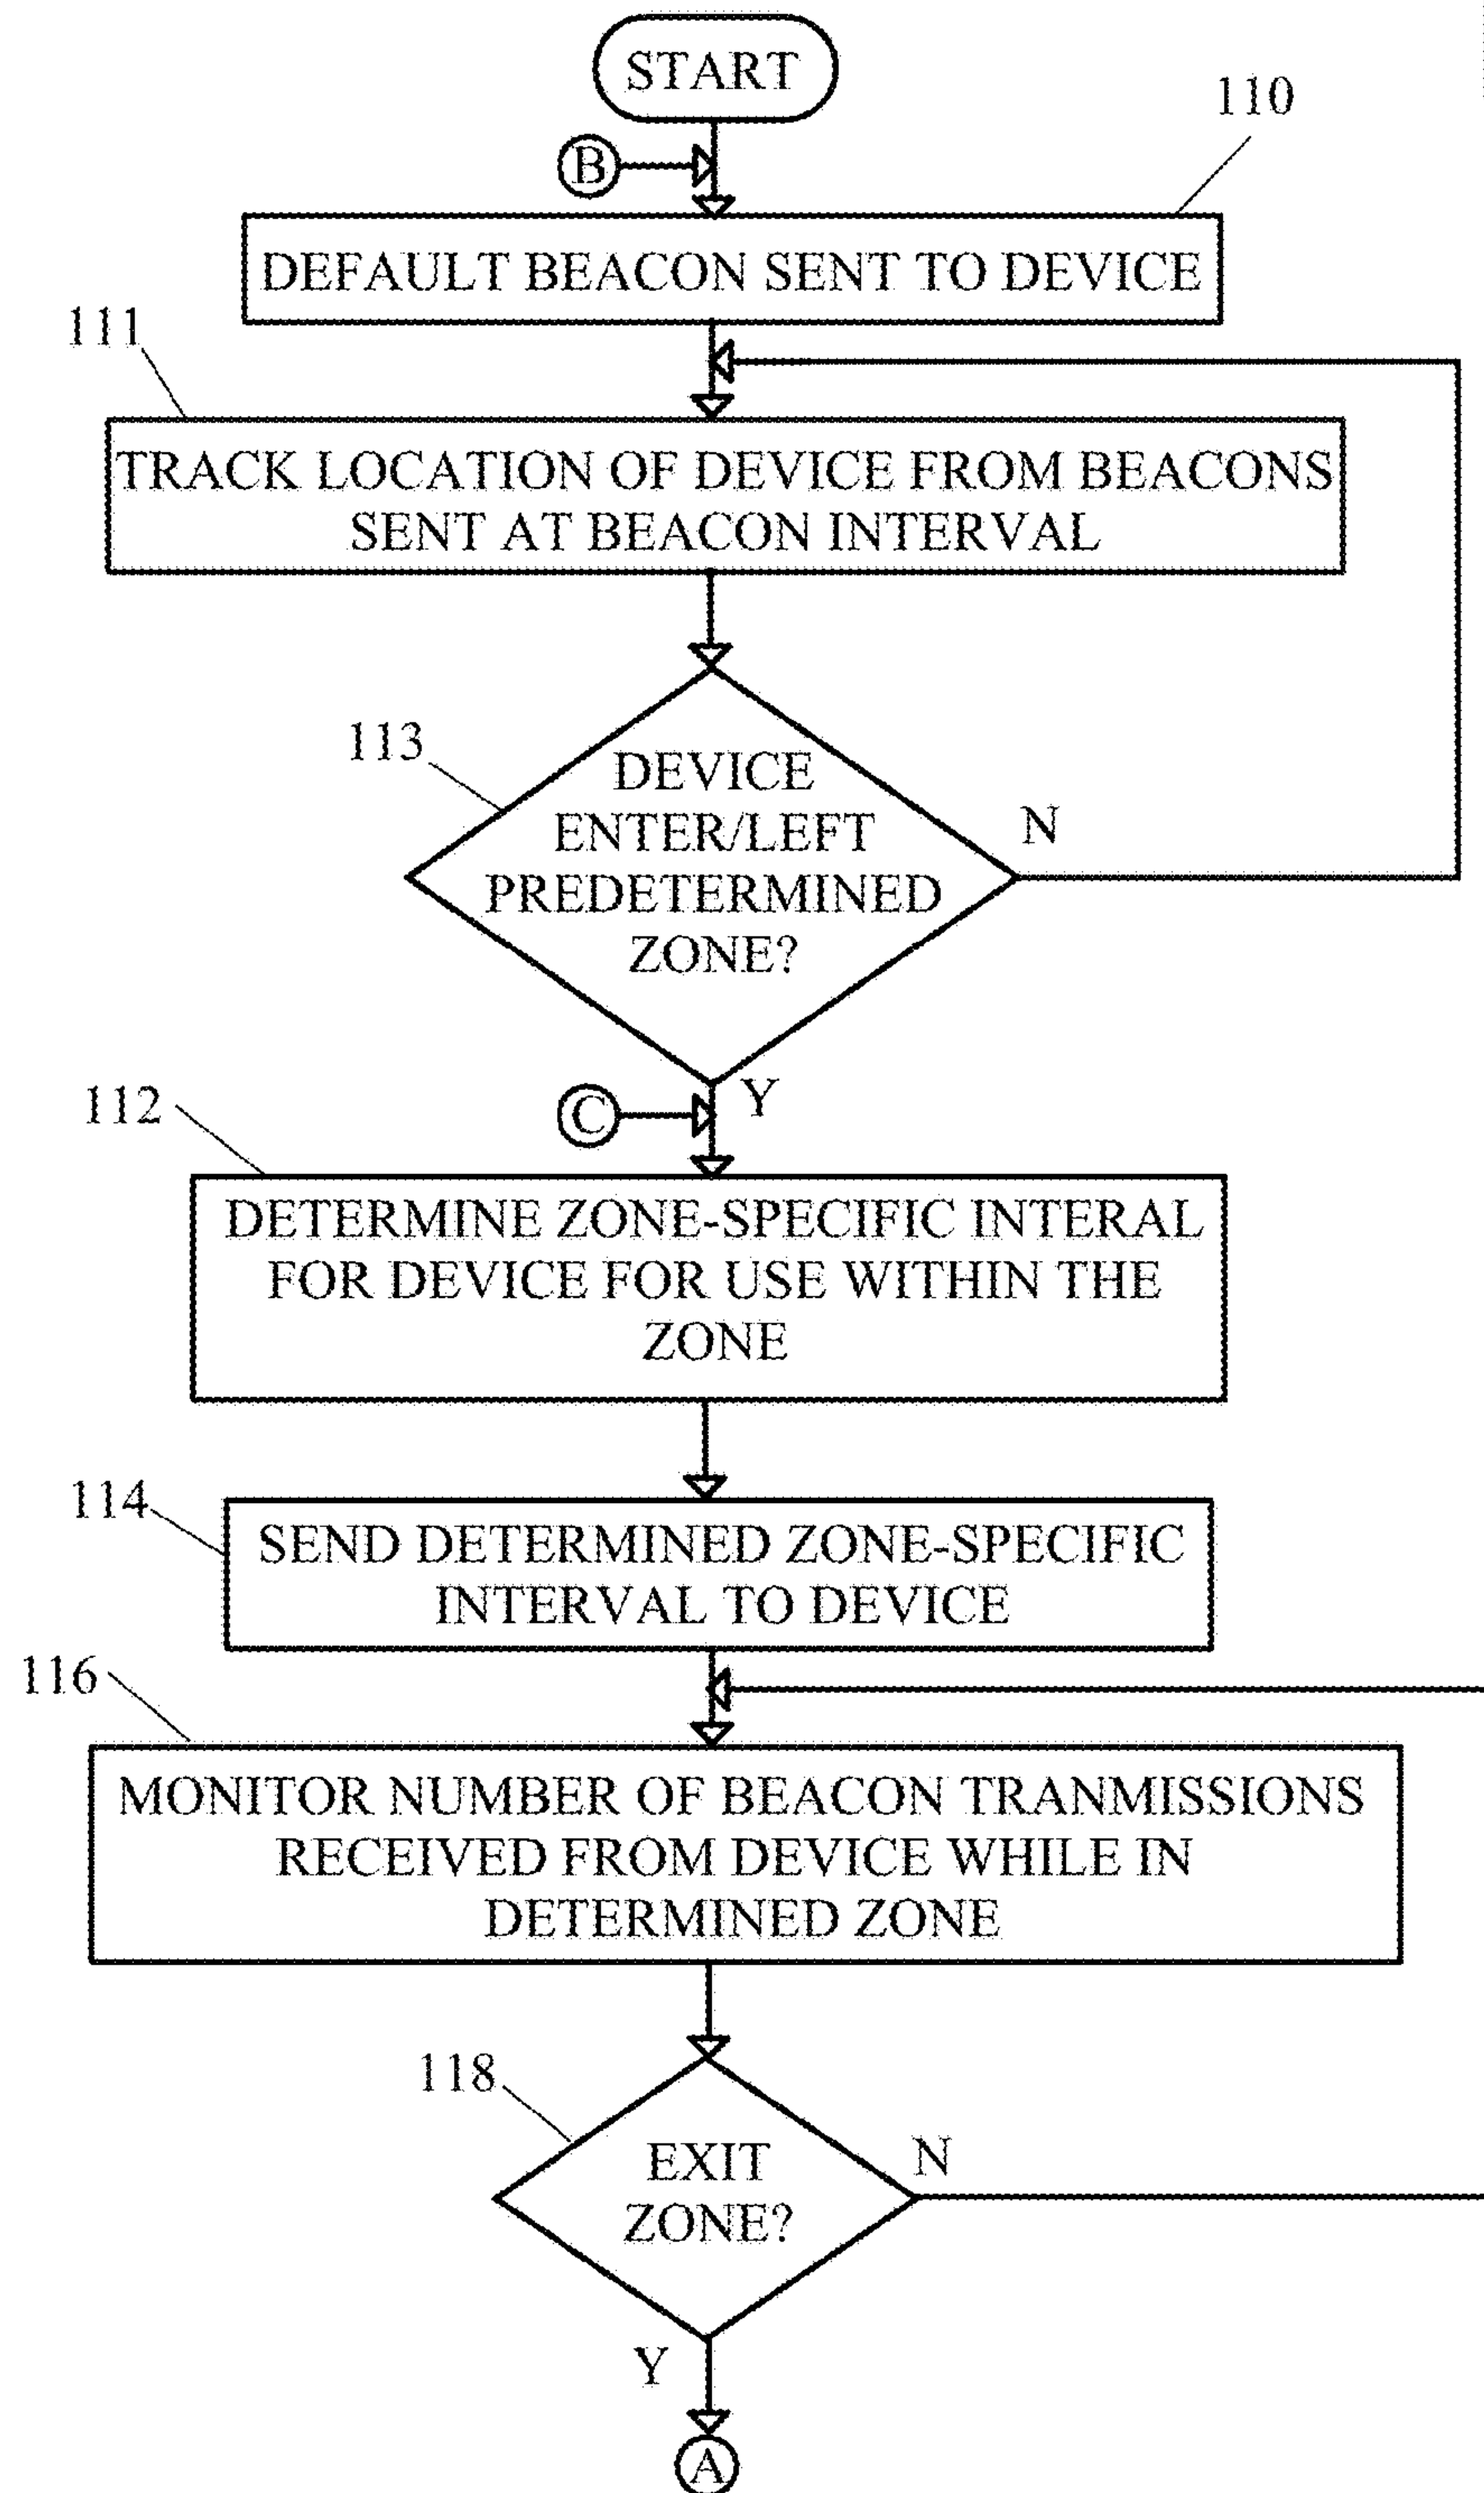 START
110
B
DEFAULT BEACON SENT TO DEVICE
111
TRACK LOCATION OF DEVICE FROM BEACONS
SENT AT BEACON INTERVAL
113
DEVICE
ENTER/LEFT
PREDETERMINED
ZONE?
N
Y
C
112
DETERMINE ZONE-SPECIFIC INTERAL
FOR DEVICE FOR USE WITHIN THE
ZONE
114
SEND DETERMINED ZONE-SPECIFIC
INTERVAL TO DEVICE
116
MONITOR NUMBER OF BEACON TRANMISSIONS
RECEIVED FROM DEVICE WHILE IN
DETERMINED ZONE
118
EXIT
ZONE?
N
Y
A